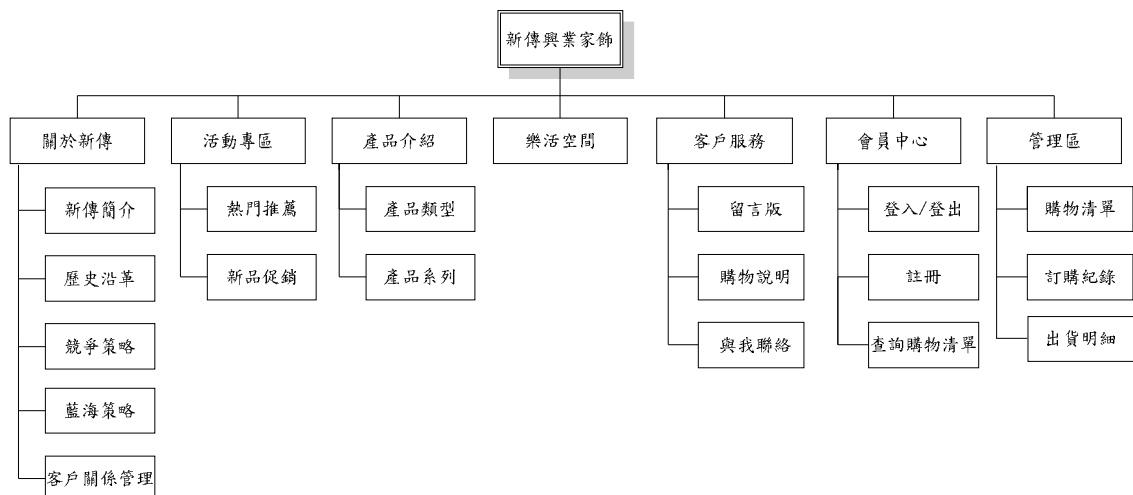 新傳興業家飾
關於新傳
活動專區
產品介紹
樂活空間
客戶服務
會員中心
管理區
新傳簡介
歷史沿革
競爭策略
藍海策略
客戶關係管理
熱門推薦
新品促銷
產品類型
產品系列
留言版
購物說明
與我聯絡
登入/登出
註冊
查詢購物清單
購物清單
訂購紀錄
出貨明細